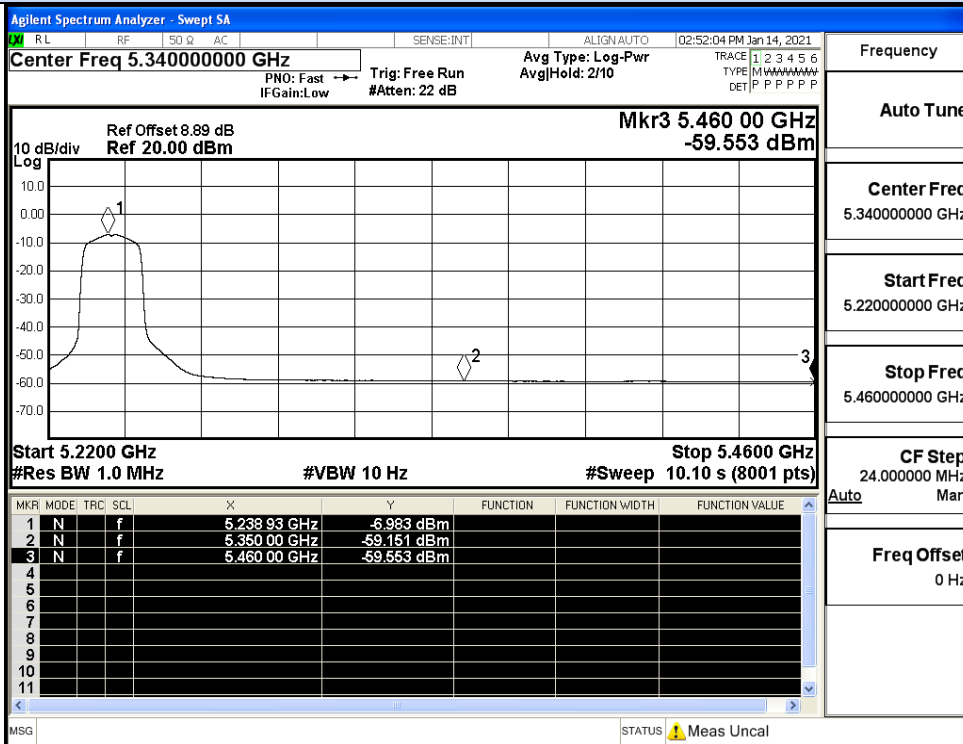 Agilent Spectrum Analyzer - Swept SA
LXI RL RF 50 Ω AC SENSE:INT ALIGN AUTO 02:52:04 PM Jan 14, 2021
Center Freq 5.340000000 GHz
PNO: Fast
IFGain:Low
Trig: Free Run
#Atten: 22 dB
Avg Type: Log-Pwr
Avg|Hold: 2/10
TRACE 1 2 3 4 5 6
TYPE M WWWWW
DET P P P P P P
Mkr3 5.460 00 GHz
-59.553 dBm
Ref Offset 8.89 dB
10 dB/div Ref 20.00 dBm
Log
10.0
0.00
-10.0
-20.0
-30.0
-40.0
-50.0
-60.0
-70.0
1
2
3
Start 5.2200 GHz Stop 5.4600 GHz
#Res BW 1.0 MHz #VBW 10 Hz #Sweep 10.10 s (8001 pts)
MKR MODE TRC SCL X Y FUNCTION FUNCTION WIDTH FUNCTION VALUE
1 N f 5.238 93 GHz -6.983 dBm
2 N f 5.350 00 GHz -59.151 dBm
3 N f 5.460 00 GHz -59.553 dBm
4
5
6
7
8
9
10
11
MSG STATUS Meas Uncal
Frequency
Auto Tune
Center Freq
5.340000000 GHz
Start Freq
5.220000000 GHz
Stop Freq
5.460000000 GHz
CF Step
24.000000 MHz
Auto Man
Freq Offset
0 Hz